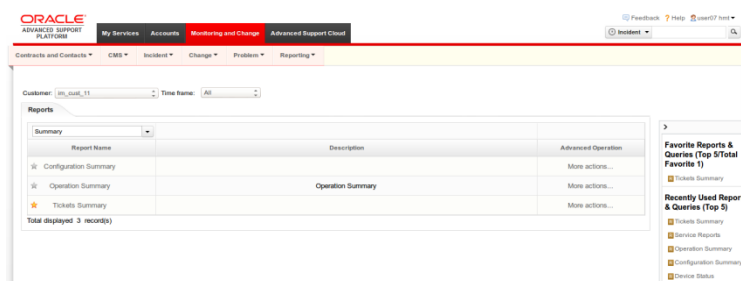 ORACLE
ADVANCED SUPPORT
PLATFORM
My Services Accounts Monitoring and Change Advanced Support Cloud
Feedback ? Help user07 hmt
Incident
Contracts and Contacts CMS Incident Change Problem Reporting
Customer: im_cust_11 Time frame: All
Reports
Summary
Report Name Description Advanced Operation
Configuration Summary More actions...
Operation Summary Operation Summary More actions...
Tickets Summary More actions...
Total displayed 3 record(s)
>
Favorite Reports &
Queries (Top 5/Total
Favorite 1)
Tickets Summary
Recently Used Repor
& Queries (Top 5)
Tickets Summary
Service Reports
Operation Summary
Configuration Summary
Device Status